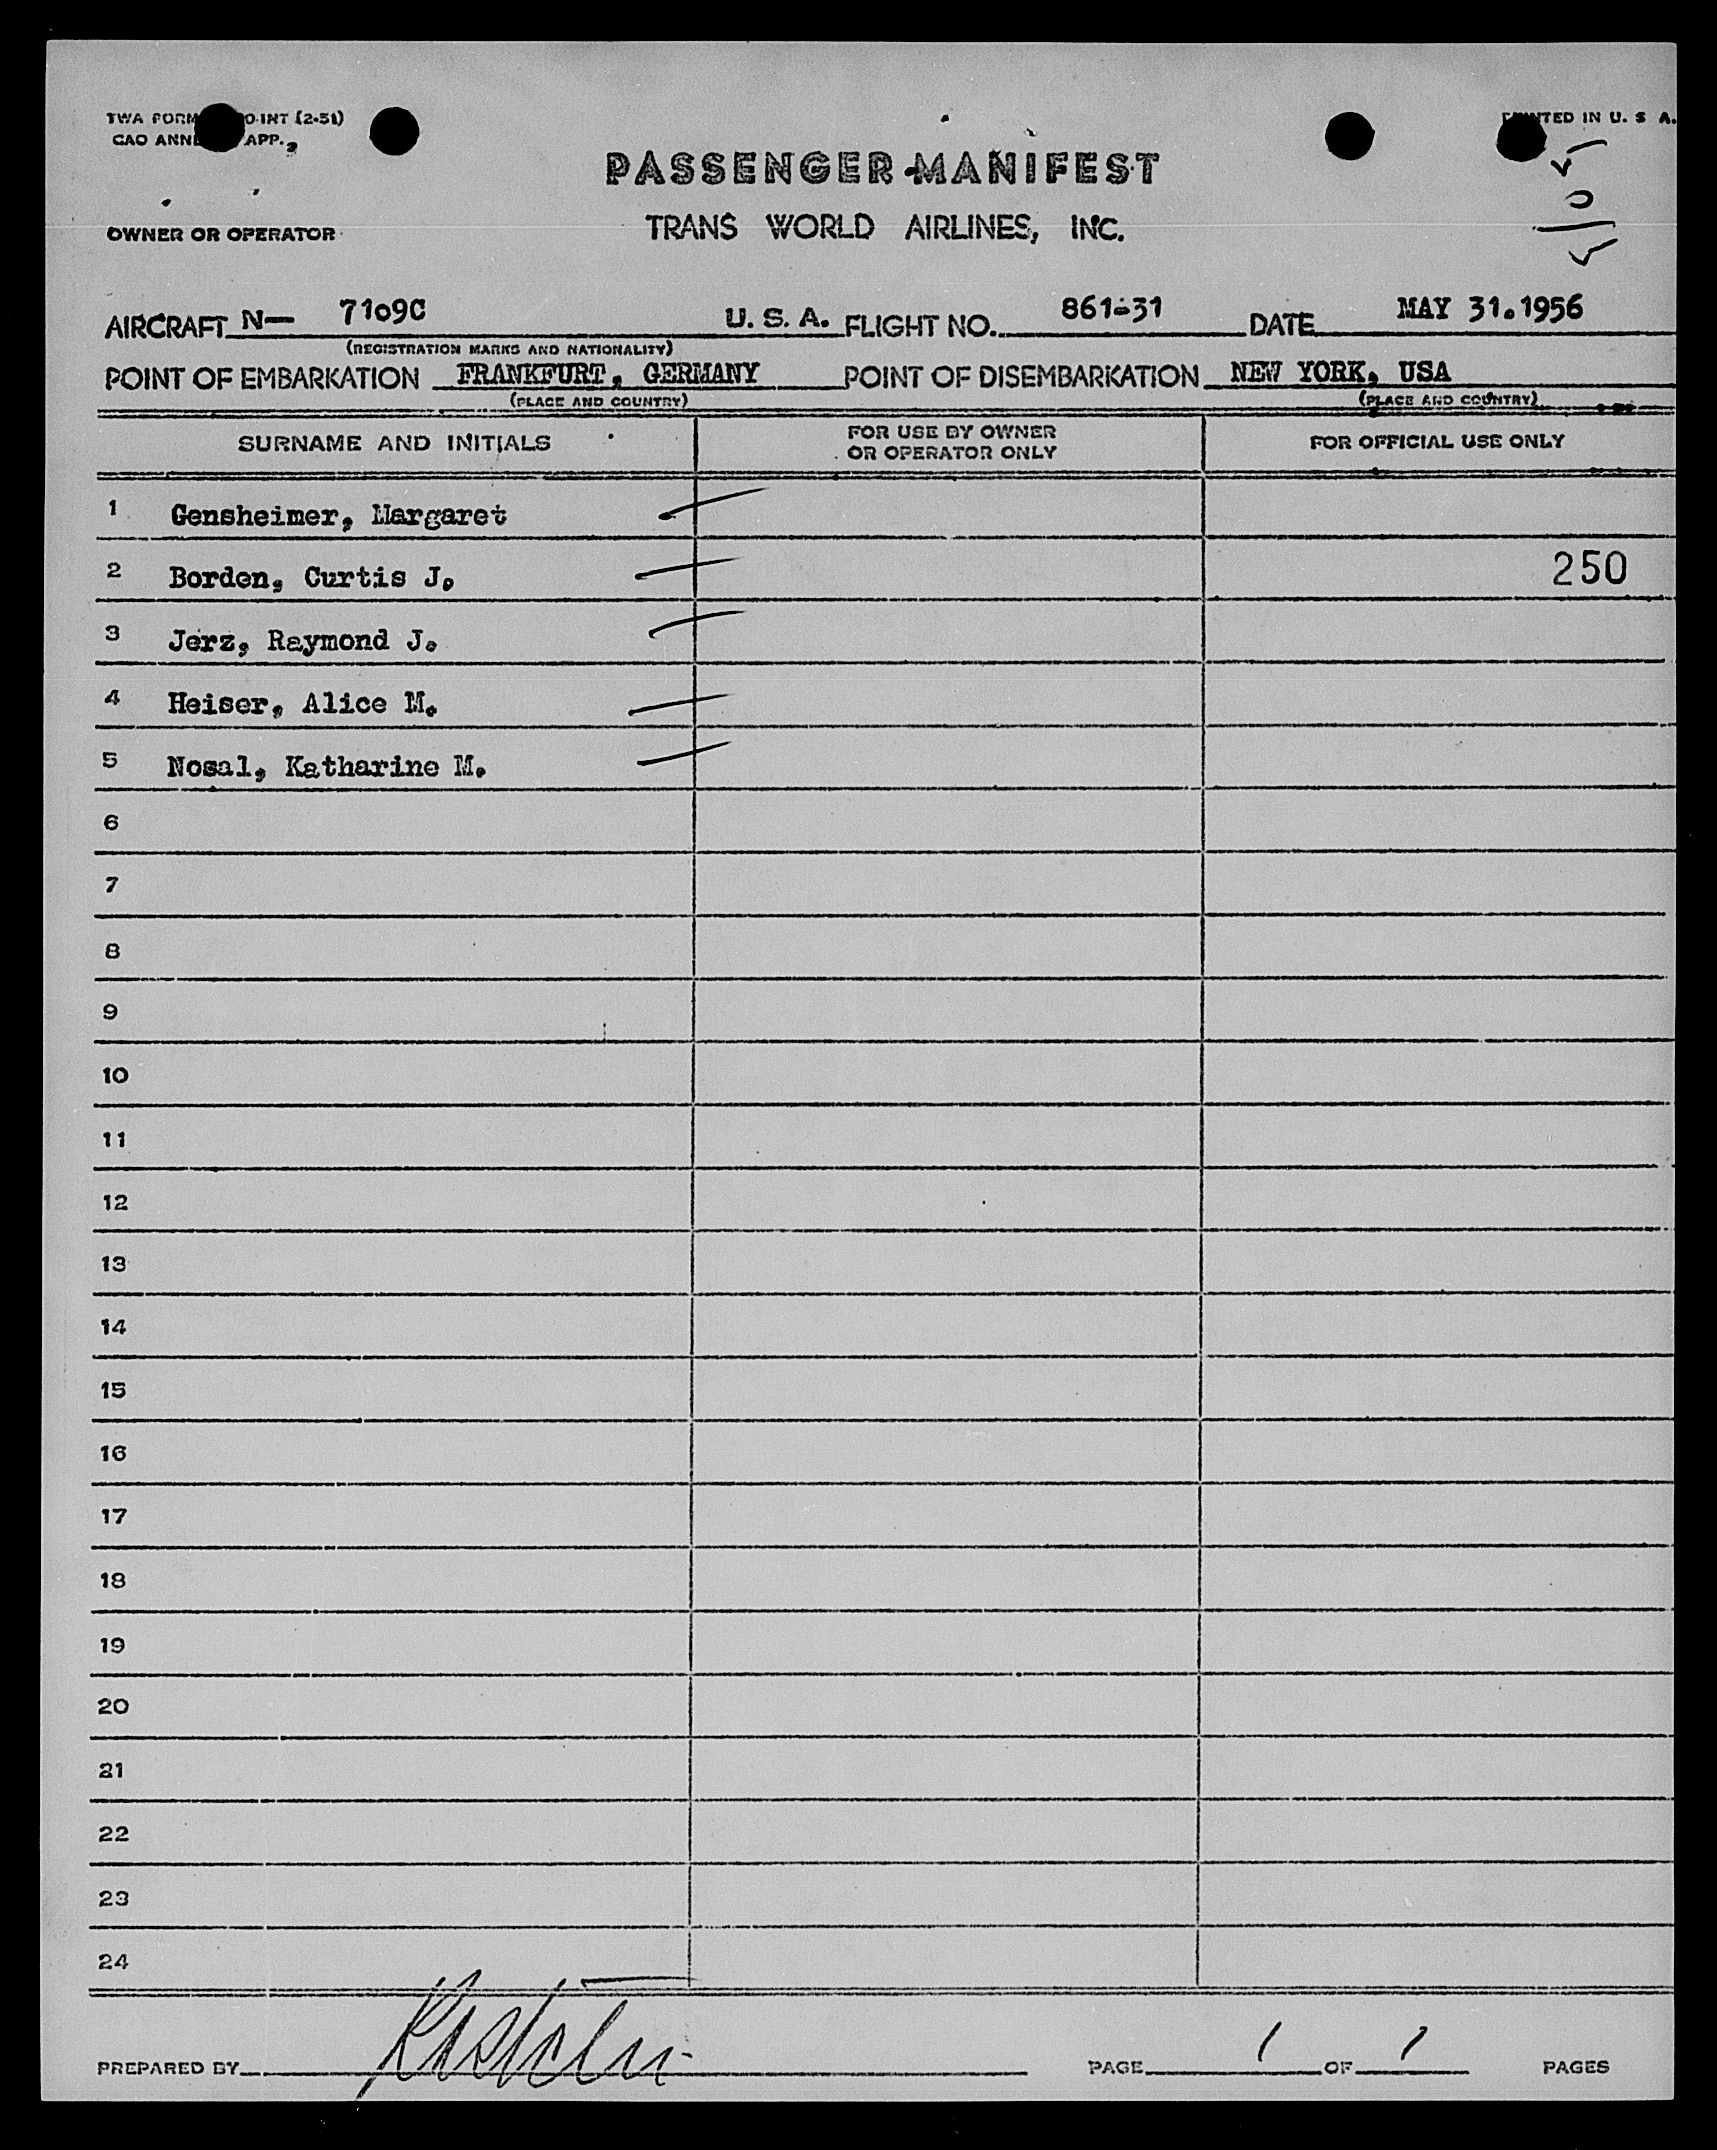 TWA FORM O-INT (2-51)
PRINTED IN U. S A.
CAO ANNEX APP.
PASSENGER MANIFEST
OWNER OR OPERATOR
TRANS WORLD AIRLINES, INC.
AIRCRAFT N— 7109C U. S. A. FLIGHT NO. 861-31 DATE MAY 31.1956
(REGISTRATION MARKS AND NATIONALITY)
POINT OF EMBARKATION FRANKFURT, GERMANY POINT OF DISEMBARKATION NEW YORK, USA
(PLACE AND COUNTRY) (PLACE AND COUNTRY)
SURNAME AND INITIALS
FOR USE BY OWNER
OR OPERATOR ONLY
FOR OFFICIAL USE ONLY
1 Gensheimer, Margaret
2 Borden, Curtis J. 250
3 Jerz, Raymond J.
4 Heiser, Alice M.
5 Nosal, Katharine M.
6
7
8
9
10
11
12
13
14
15
16
17
18
19
20
21
22
23
24
PREPARED BY PAGE 1 OF 1 PAGES